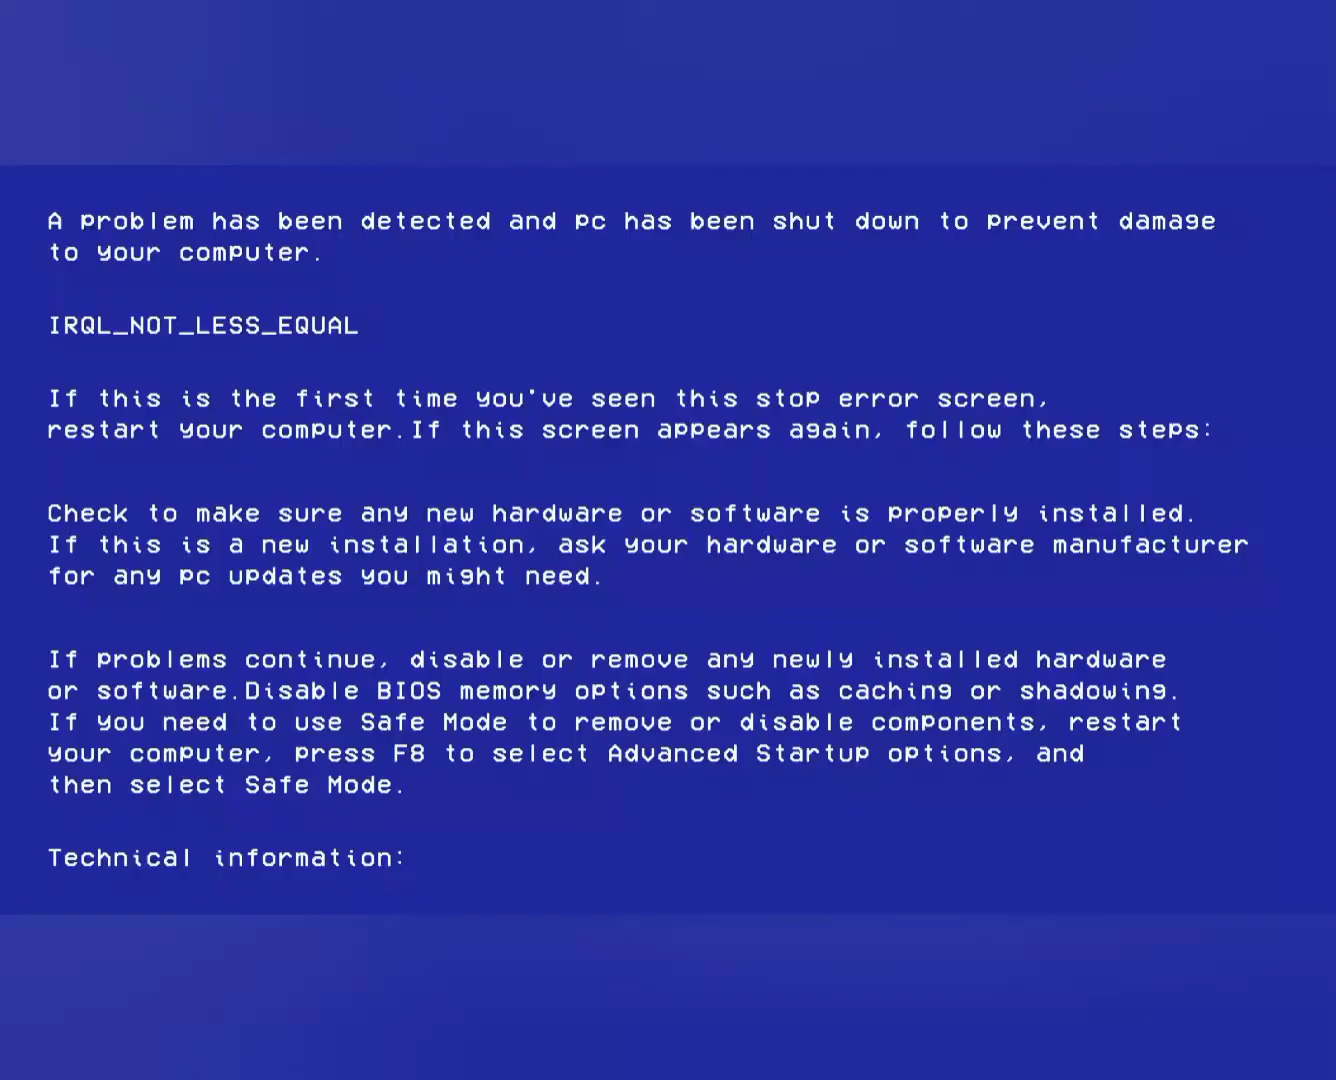 A problem has been detected and pc has been shut down to prevent damage
to your computer.
IRQL_NOT_LESS_EQUAL
If this is the first time you've seen this stop error screen,
restart your computer.If this screen appears again, follow these steps:
Check to make sure any new hardware or software is properly installed.
If this is a new installation, ask your hardware or software manufacturer
for any pc updates you might need.
If problems continue, disable or remove any newly installed hardware
or software.Disable BIOS memory options such as caching or shadowing.
If you need to use Safe Mode to remove or disable components, restart
your computer, press F8 to select Advanced Startup options, and
then select Safe Mode.
Technical information: